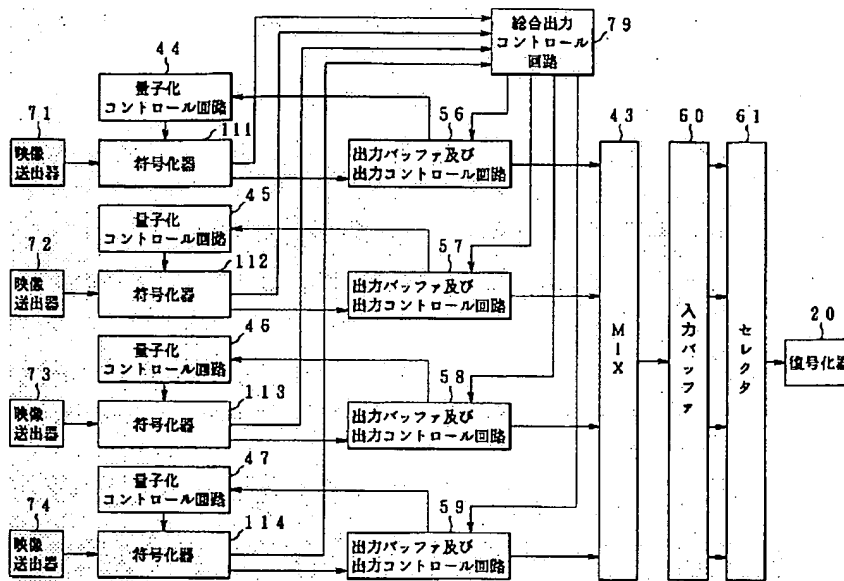 総合出力
コントロール
回路
79
44
量子化
コントロール回路
71
映像
送出器
111
符号化器
56
出力バッファ及び
出力コントロール回路
43
MIX
60
入力バッファ
61
セレクタ
45
量子化
コントロール回路
72
映像
送出器
112
符号化器
57
出力バッファ及び
出力コントロール回路
46
量子化
コントロール回路
73
映像
送出器
113
符号化器
58
出力バッファ及び
出力コントロール回路
20
復号化器
47
量子化
コントロール回路
74
映像
送出器
114
符号化器
59
出力バッファ及び
出力コントロール回路